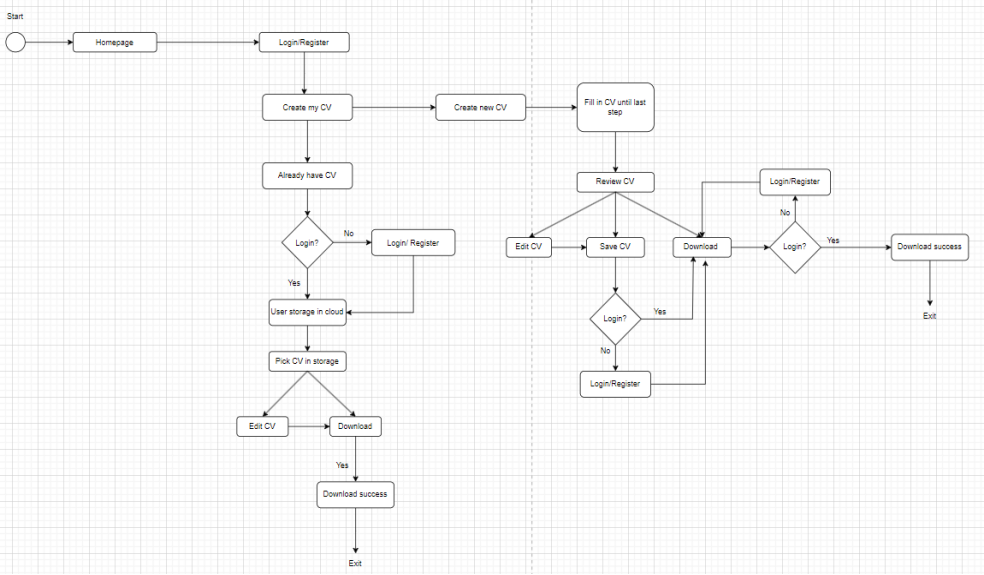 Start
Homepage
Login/Register
Create my CV
Create new CV
Fill in CV until last
step
Already have CV
Review CV
Login/Register
No
Login?
No
Login/ Register
Edit CV
Save CV
Download
Login?
Yes
Download success
Yes
User storage in cloud
Login?
Yes
Exit
No
Pick CV in storage
Login/Register
Edit CV
Download
Yes
Download success
Exit